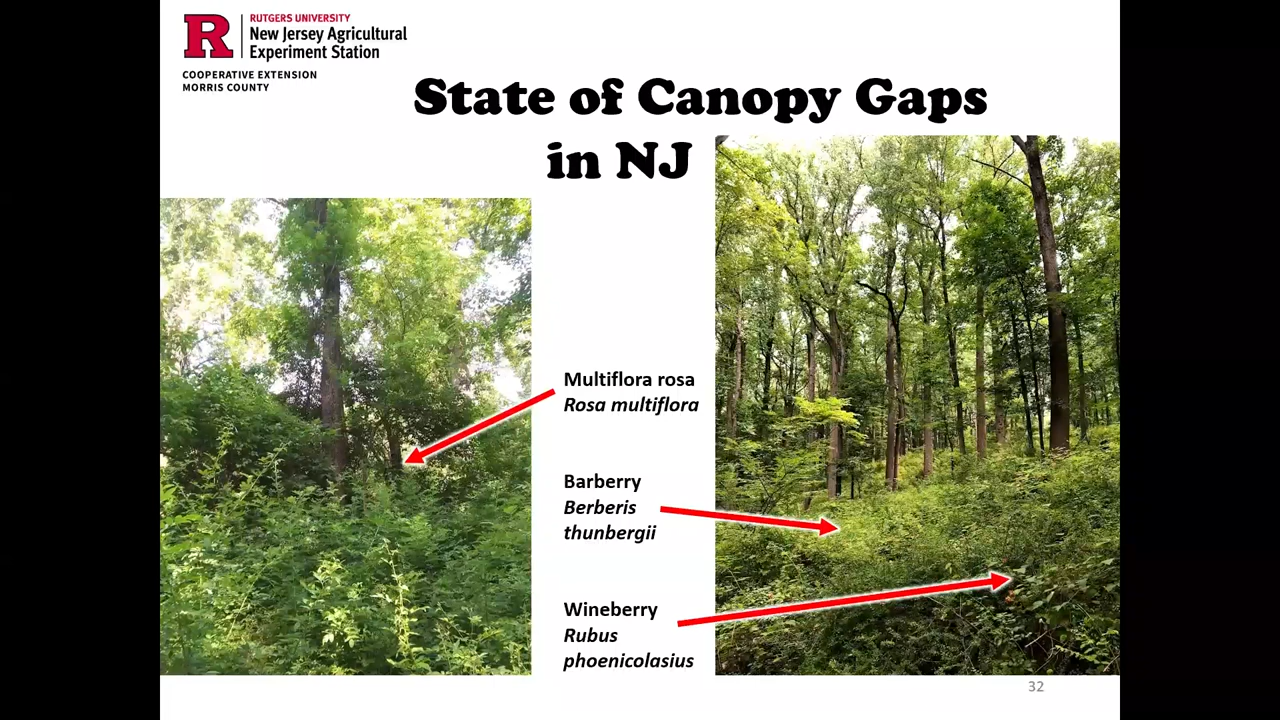 RUTGERS UNIVERSITY
New Jersey Agricultural
Experiment Station
COOPERATIVE EXTENSION
MORRIS COUNTY
State of Canopy Gaps
in NJ
Multiflora rosa
Rosa multiflora
Barberry
Berberis
thunbergii
Wineberry
Rubus
phoenicolasius
32